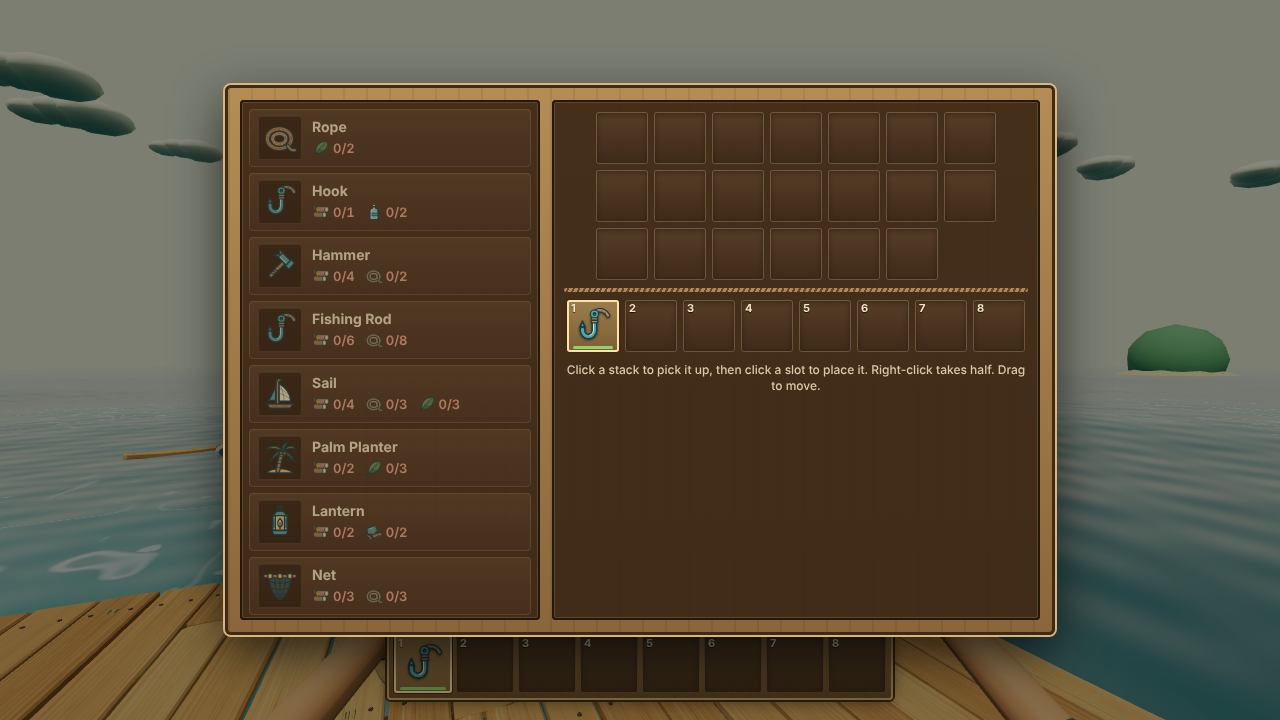 Rope
0/2
Hook
0/1 0/2
Hammer
0/4 0/2
Fishing Rod
0/6 0/8
Sail
0/4 0/3 0/3
Palm Planter
0/2 0/3
Lantern
0/2 0/2
Net
0/3 0/3
1 2 3 4 5 6 7 8
Click a stack to pick it up, then click a slot to place it. Right-click takes half. Drag
to move.
1 2 3 4 5 6 7 8